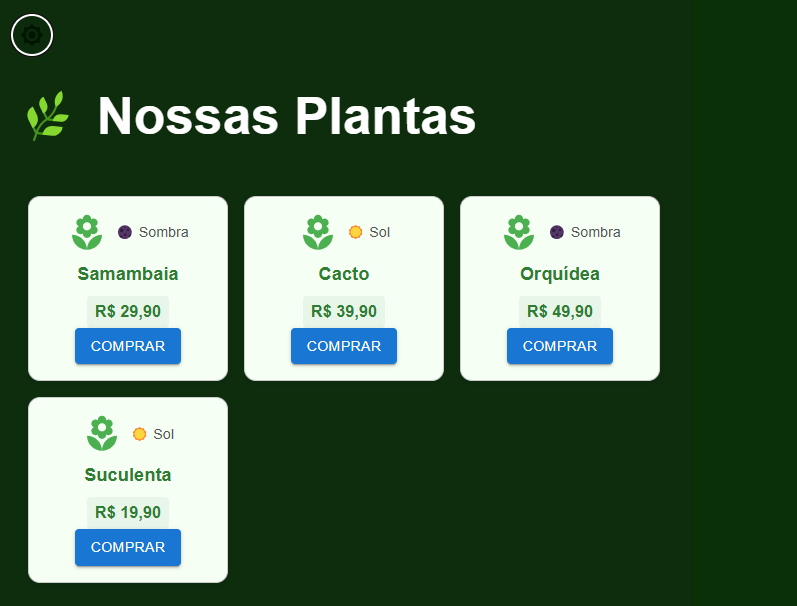 Nossas Plantas
Sombra
Samambaia
R$ 29,90
COMPRAR
Sol
Cacto
R$ 39,90
COMPRAR
Sombra
Orquídea
R$ 49,90
COMPRAR
Sol
Suculenta
R$ 19,90
COMPRAR